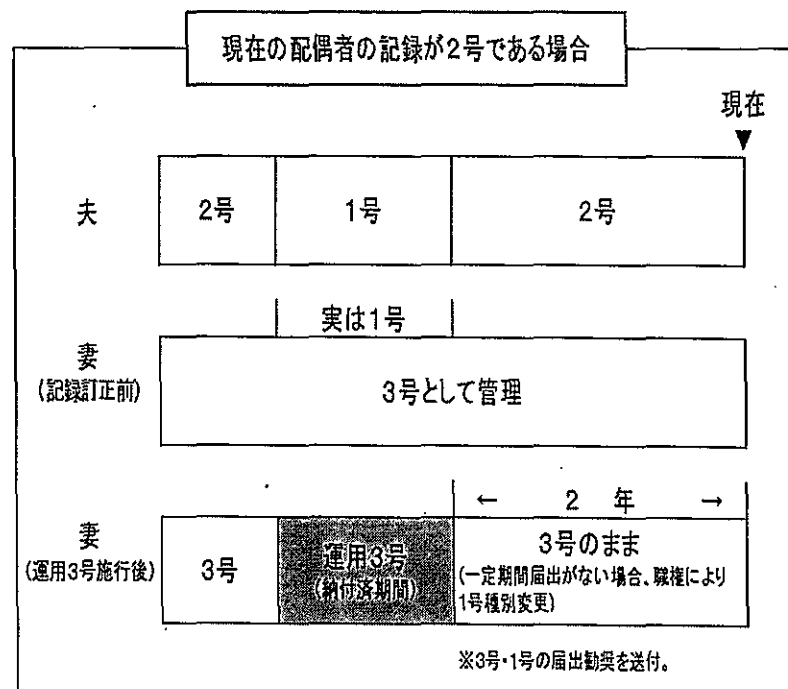 現在の配偶者の記録が2号である場合
現在
▼
夫
2号
1号
2号
実は1号
妻
(記録訂正前)
3号として管理
← 2 年 →
妻
(運用3号施行後)
3号
運用3号
(納付済期間)
3号のまま
(一定期間届出がない場合、職権により
1号種別変更)
※3号・1号の届出勧奨を送付。